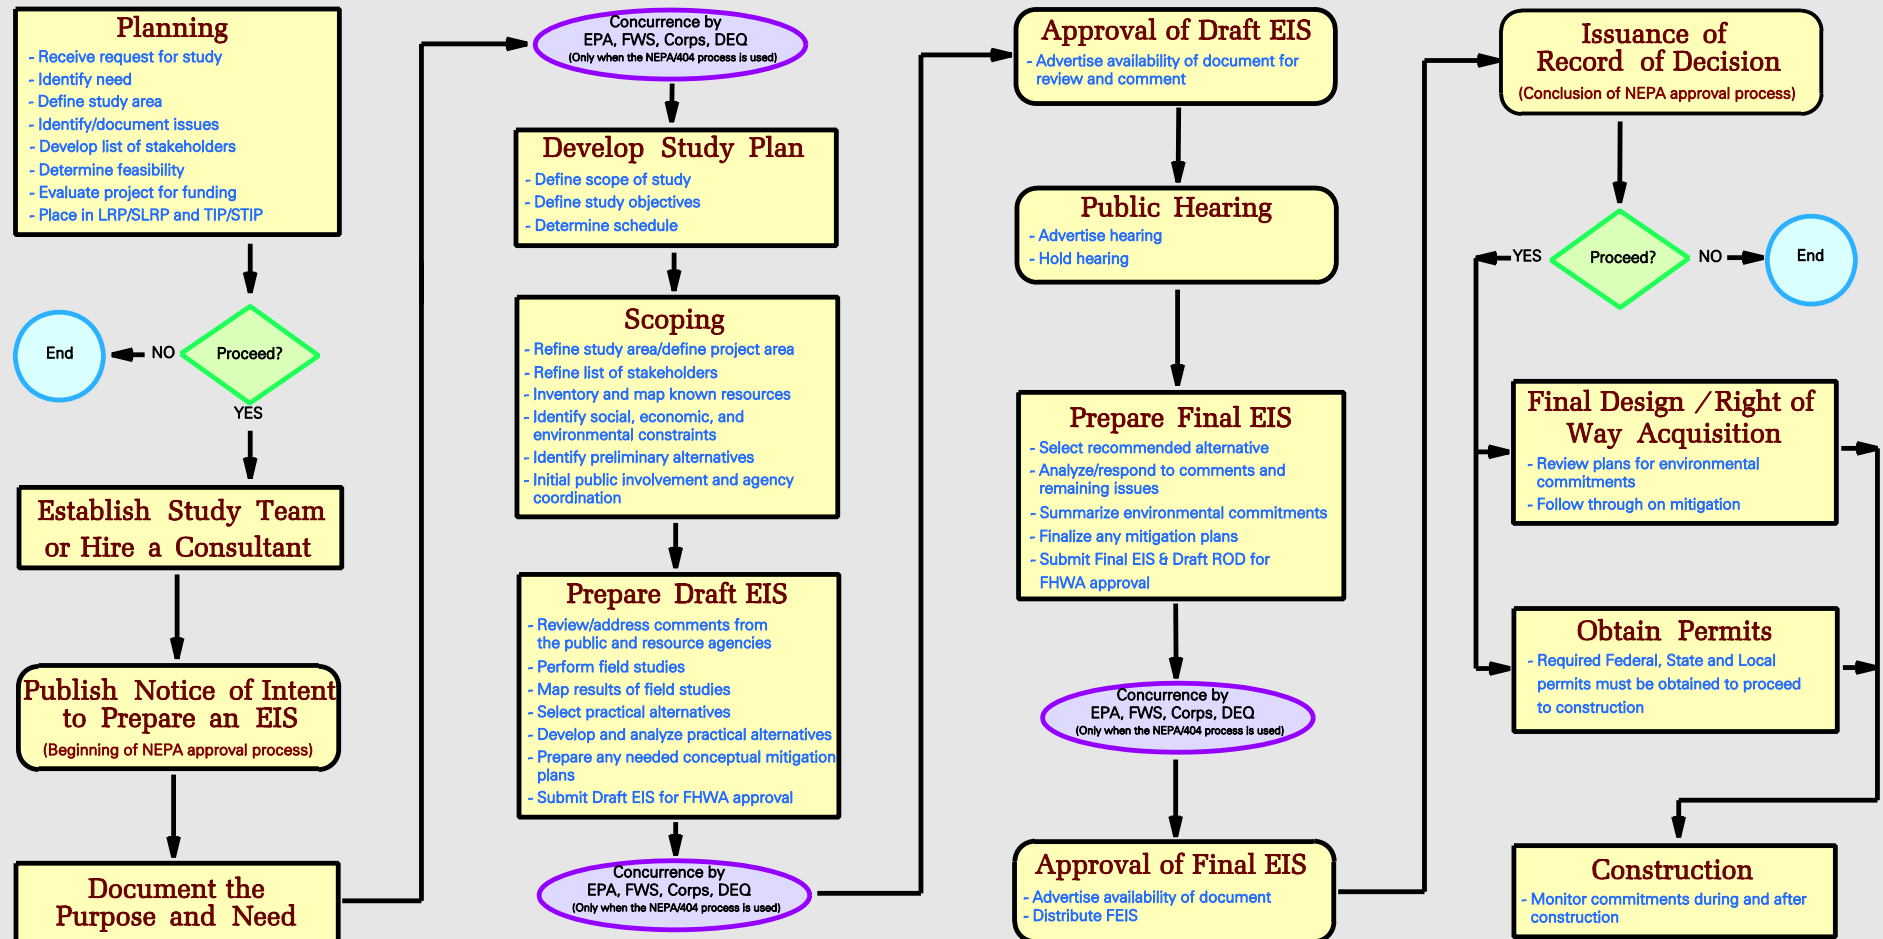 Planning
- Receive request for study
- Identify need
- Define study area
- Identify/document issues
- Develop list of stakeholders
- Determine feasibility
- Evaluate project for funding
- Place in LRP/SLRP and TIP/STIP
Proceed?
NO
End
YES
Establish Study Team
or Hire a Consultant
Publish Notice of Intent
to Prepare an EIS
(Beginning of NEPA approval process)
Document the
Purpose and Need
Concurrence by
EPA, FWS, Corps, DEQ
(Only when the NEPA/404 process is used)
Develop Study Plan
- Define scope of study
- Define study objectives
- Determine schedule
Scoping
- Refine study area/define project area
- Refine list of stakeholders
- Inventory and map known resources
- Identify social, economic, and
environmental constraints
- Identify preliminary alternatives
- Initial public involvement and agency
coordination
Prepare Draft EIS
- Review/address comments from
the public and resource agencies
- Perform field studies
- Map results of field studies
- Select practical alternatives
- Develop and analyze practical alternatives
- Prepare any needed conceptual mitigation
plans
- Submit Draft EIS for FHWA approval
Concurrence by
EPA, FWS, Corps, DEQ
(Only when the NEPA/404 process is used)
Approval of Draft EIS
- Advertise availability of document for
review and comment
Public Hearing
- Advertise hearing
- Hold hearing
Prepare Final EIS
- Select recommended alternative
- Analyze/respond to comments and
remaining issues
- Summarize environmental commitments
- Finalize any mitigation plans
- Submit Final EIS & Draft ROD for
FHWA approval
Concurrence by
EPA, FWS, Corps, DEQ
(Only when the NEPA/404 process is used)
Approval of Final EIS
- Advertise availability of document
- Distribute FEIS
Issuance of
Record of Decision
(Conclusion of NEPA approval process)
YES
Proceed?
NO
End
Final Design / Right of
Way Acquisition
- Review plans for environmental
commitments
- Follow through on mitigation
Obtain Permits
- Required Federal, State and Local
permits must be obtained to proceed
to construction
Construction
- Monitor commitments during and after
construction